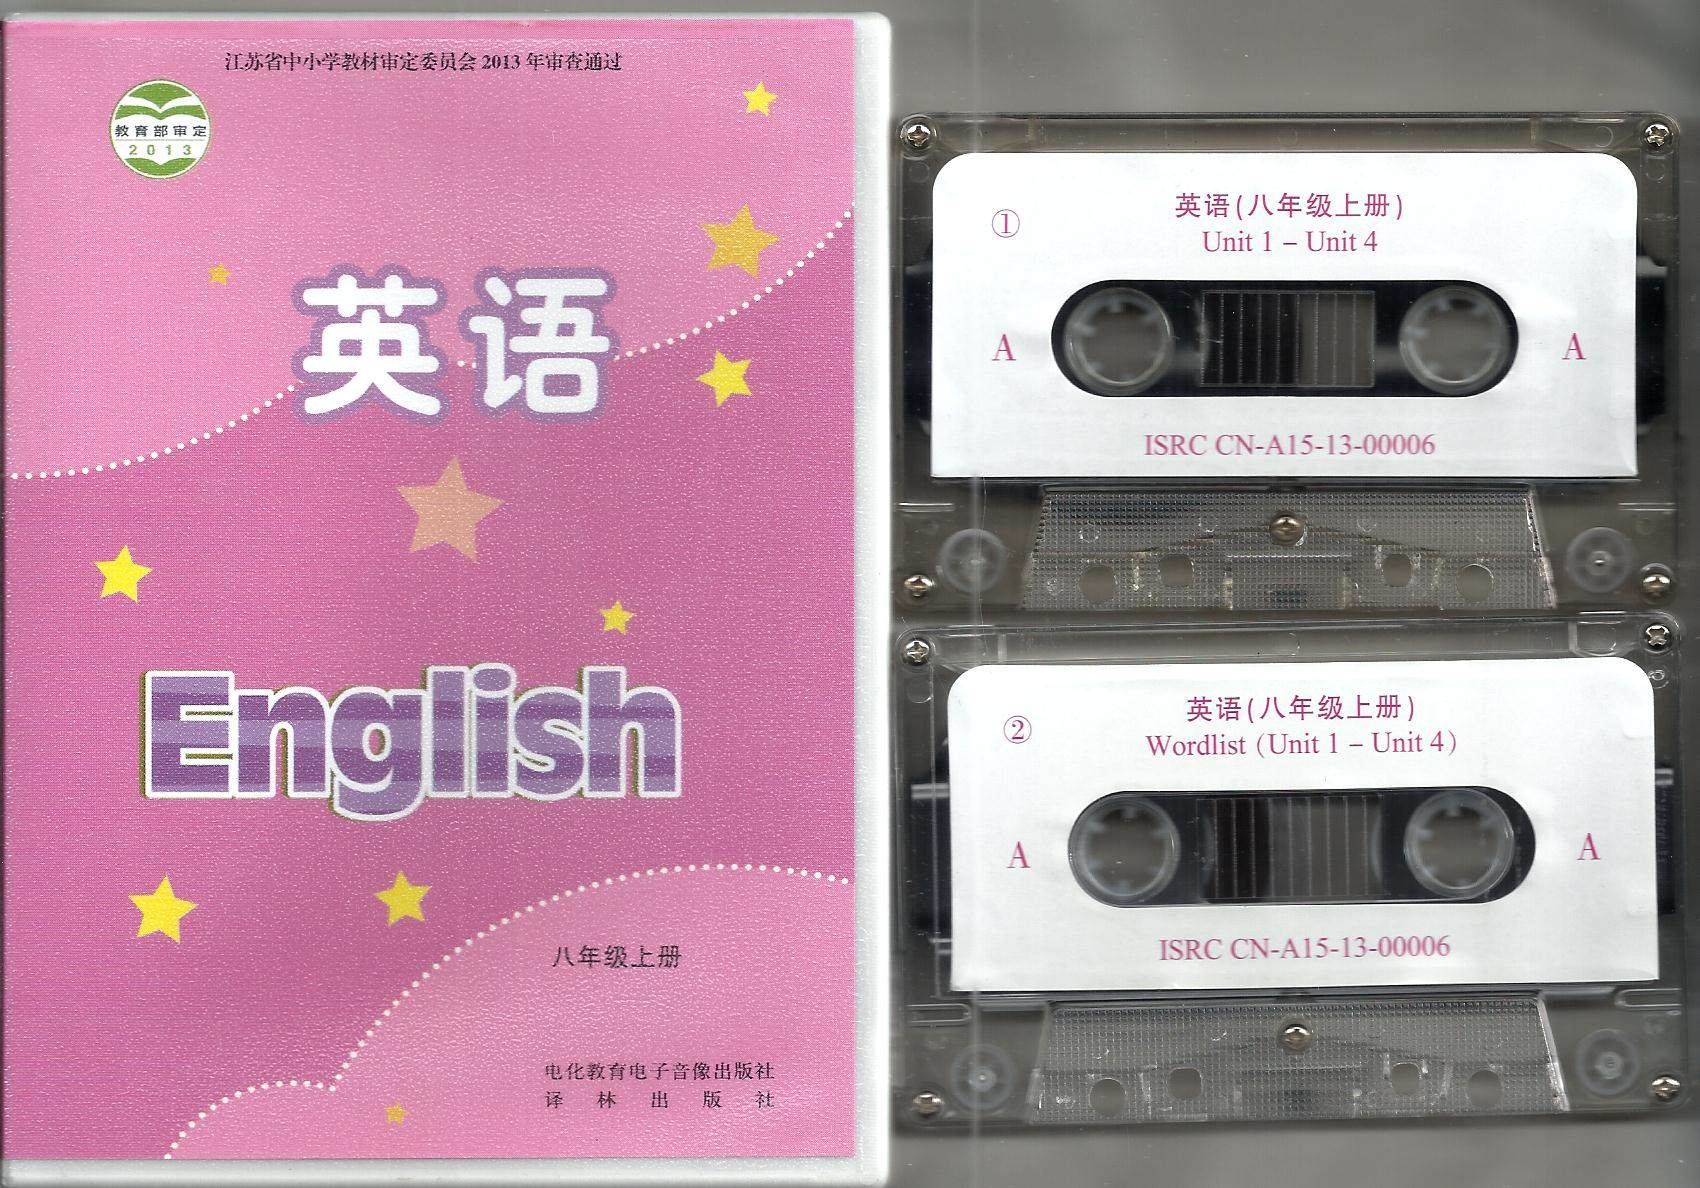 江苏省中小学教材审定委员会2013年审查通过
教育部审定
2013
英语
English
八年级上册
电化教育电子音像出版社
译林出版社
①
英语(八年级上册)
Unit 1 – Unit 4
A A
ISRC CN-A15-13-00006
②
英语(八年级上册)
Wordlist (Unit 1 – Unit 4)
A A
ISRC CN-A15-13-00006